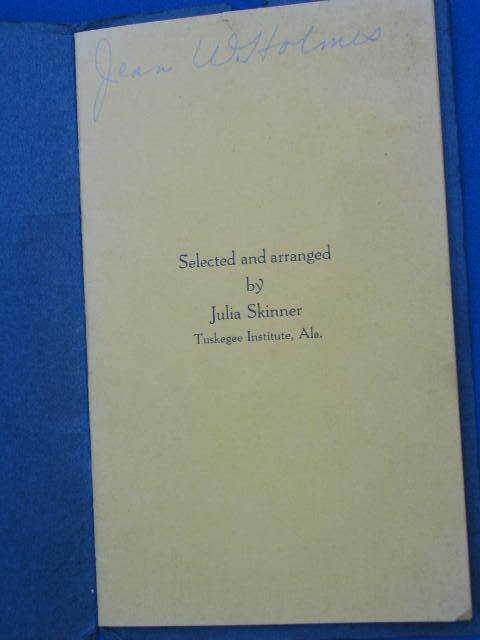 Jean W. Holmes
Selected and arranged
by
Julia Skinner
Tuskegee Institute, Ala.